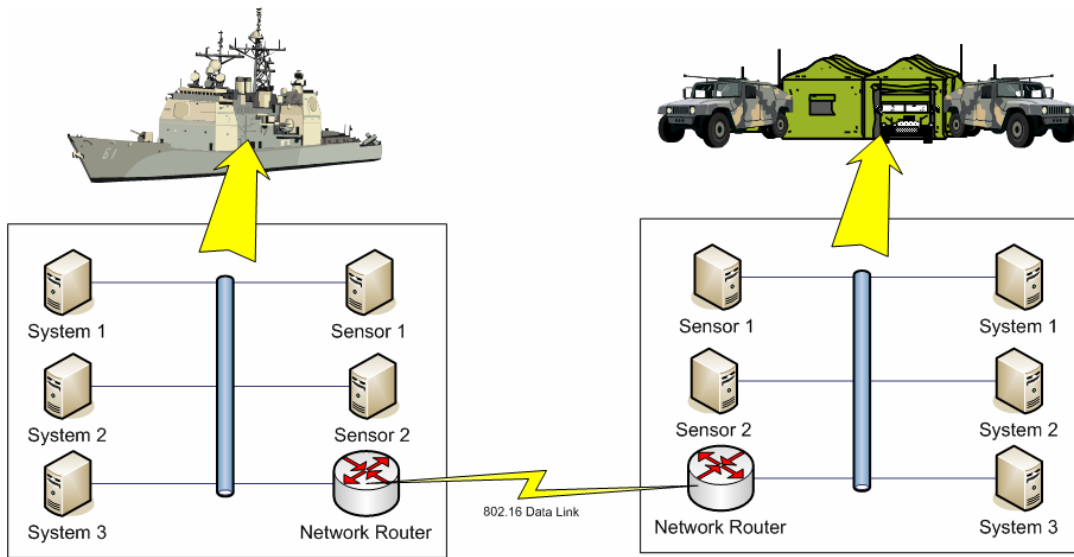 61
System 1
Sensor 1
System 2
Sensor 2
System 3
Network Router
802.16 Data Link
Sensor 1
System 1
Sensor 2
System 2
Network Router
System 3